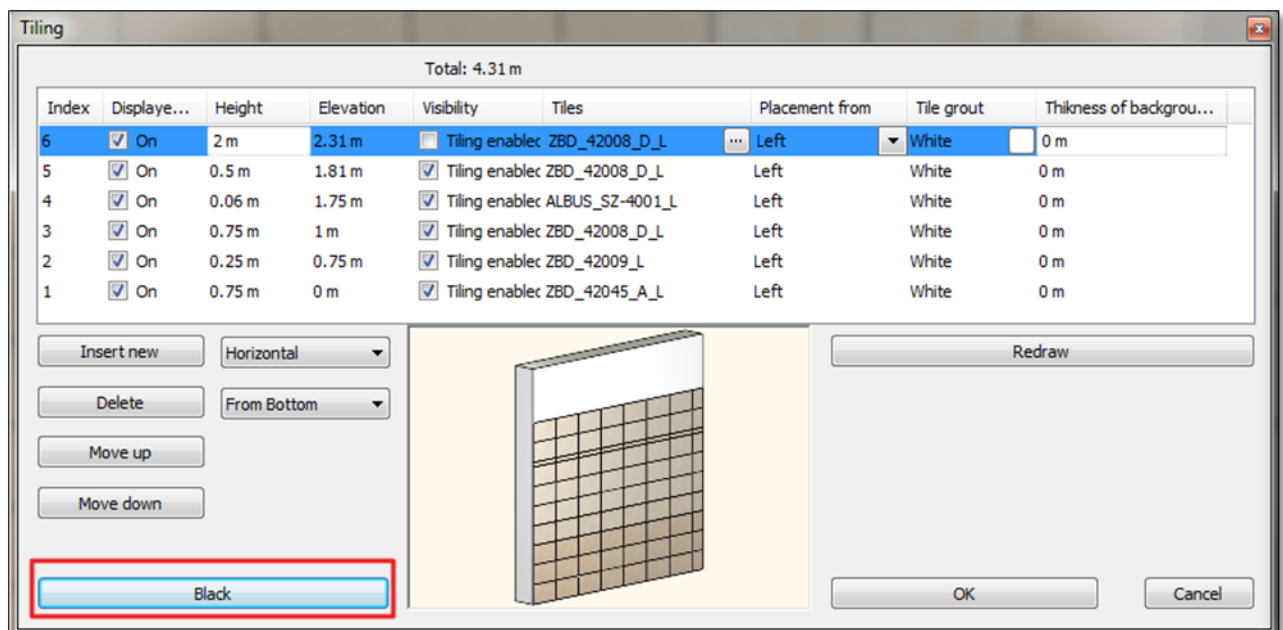 Tiling
Total: 4.31 m
Index Displaye... Height Elevation Visibility Tiles Placement from Tile grout Thikness of backgrou...
6 On 2 m 2.31 m Tiling enablec ZBD_42008_D_L ... Left White 0 m
5 On 0.5 m 1.81 m Tiling enablec ZBD_42008_D_L Left White 0 m
4 On 0.06 m 1.75 m Tiling enablec ALBUS_SZ-4001_L Left White 0 m
3 On 0.75 m 1 m Tiling enablec ZBD_42008_D_L Left White 0 m
2 On 0.25 m 0.75 m Tiling enablec ZBD_42009_L Left White 0 m
1 On 0.75 m 0 m Tiling enablec ZBD_42045_A_L Left White 0 m
Insert new Horizontal Redraw
Delete From Bottom
Move up
Move down
Black OK Cancel